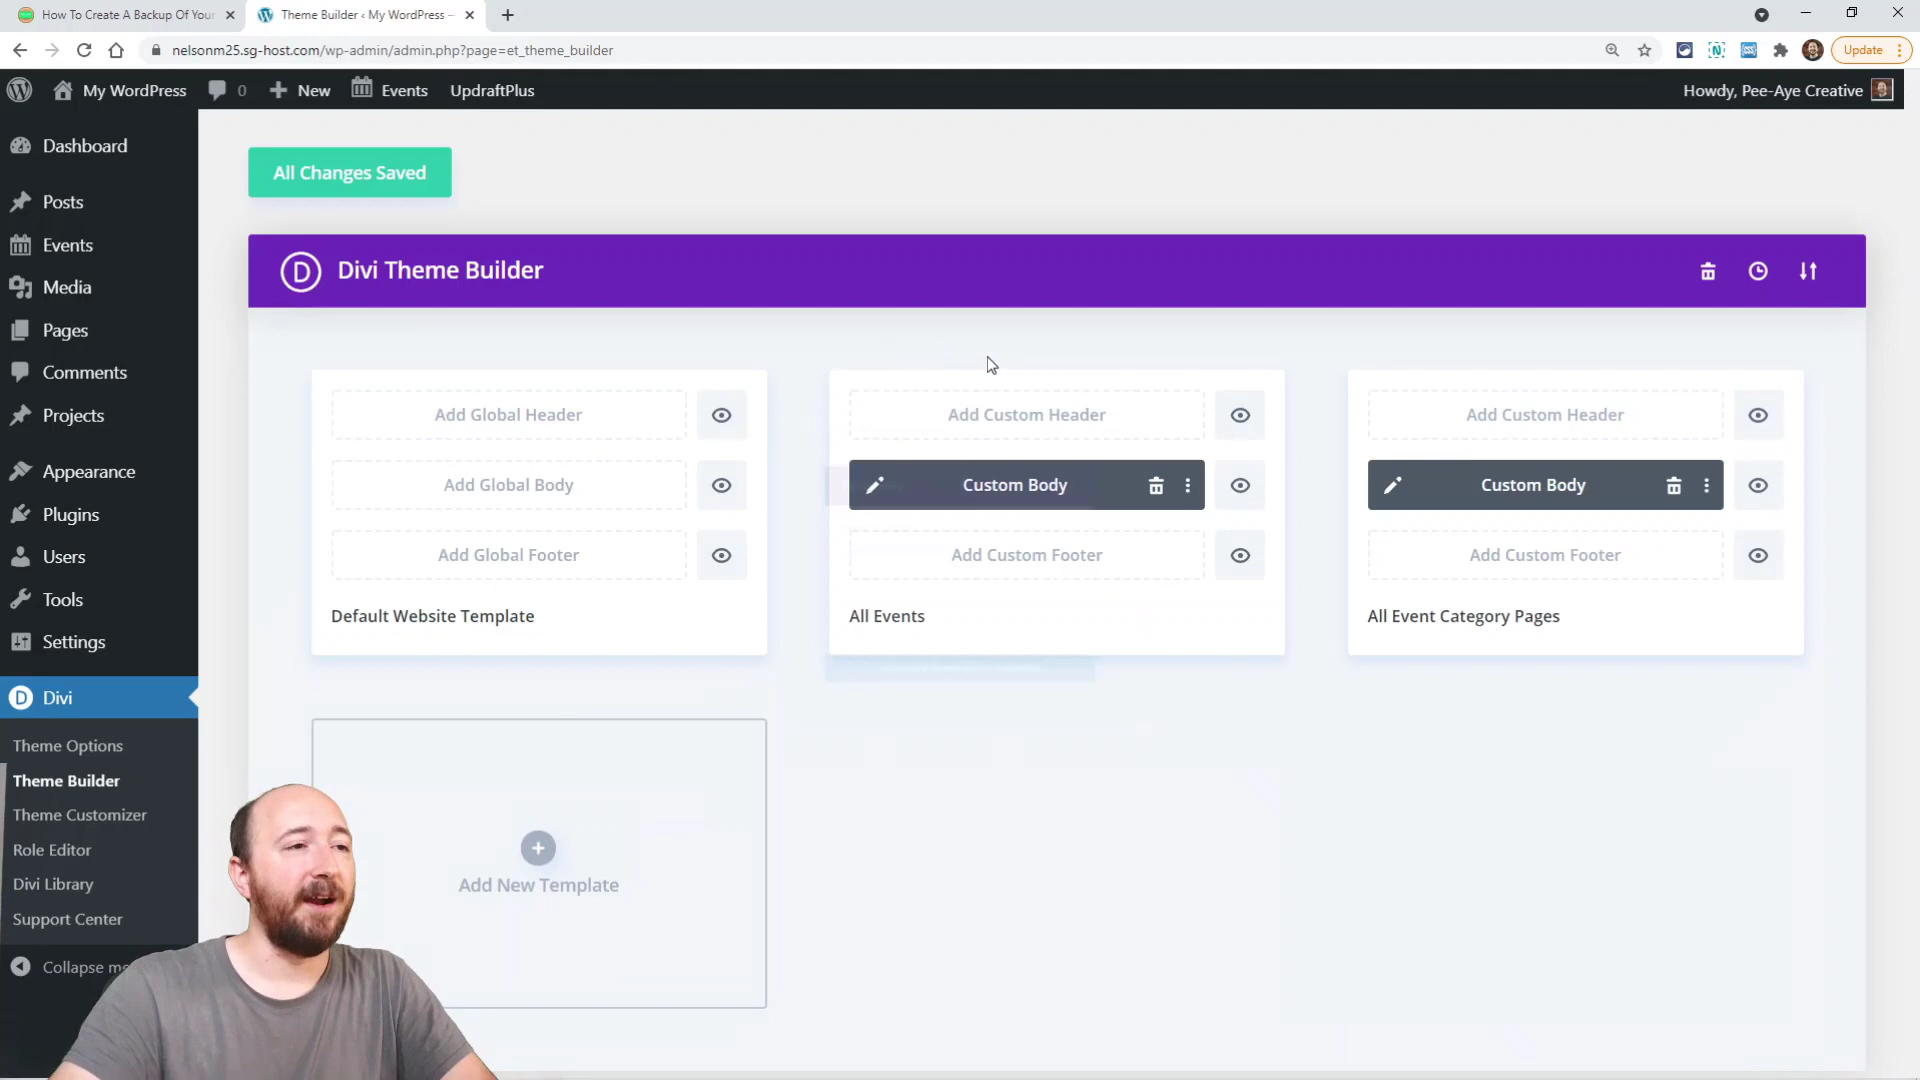 How To Create A Backup Of Your
Theme Builder ‹ My WordPress —
nelsonm25.sg-host.com/wp-admin/admin.php?page=et_theme_builder
Update
My WordPress
0
New
Events
UpdraftPlus
Howdy, Pee-Aye Creative
Dashboard
Posts
Events
Media
Pages
Comments
Projects
Appearance
Plugins
Users
Tools
Settings
Divi
Theme Options
Theme Builder
Theme Customizer
Role Editor
Divi Library
Support Center
Collapse me
All Changes Saved
D
Divi Theme Builder
Add Global Header
Add Global Body
Add Global Footer
Default Website Template
Add Custom Header
Custom Body
Add Custom Footer
All Events
Add Custom Header
Custom Body
Add Custom Footer
All Event Category Pages
Add New Template